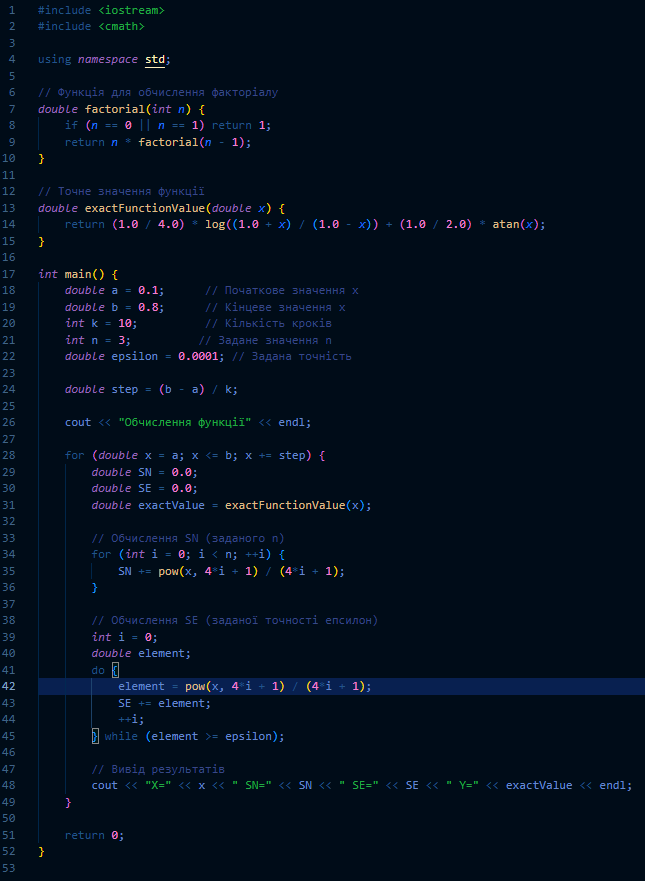 1 #include <iostream>
2 #include <cmath>
3
4 using namespace std;
5
6 // Функція для обчислення факторіалу
7 double factorial(int n) {
8     if (n == 0 || n == 1) return 1;
9     return n * factorial(n - 1);
10 }
11
12 // Точне значення функції
13 double exactFunctionValue(double x) {
14     return (1.0 / 4.0) * log((1.0 + x) / (1.0 - x)) + (1.0 / 2.0) * atan(x);
15 }
16
17 int main() {
18     double a = 0.1;      // Початкове значення x
19     double b = 0.8;      // Кінцеве значення x
20     int k = 10;          // Кількість кроків
21     int n = 3;          // Задане значення n
22     double epsilon = 0.0001; // Задана точність
23
24     double step = (b - a) / k;
25
26     cout << "Обчислення функції" << endl;
27
28     for (double x = a; x <= b; x += step) {
29         double SN = 0.0;
30         double SE = 0.0;
31         double exactValue = exactFunctionValue(x);
32
33         // Обчислення SN (заданого n)
34         for (int i = 0; i < n; ++i) {
35             SN += pow(x, 4*i + 1) / (4*i + 1);
36         }
37
38         // Обчислення SE (заданої точності епсилон)
39         int i = 0;
40         double element;
41         do {
42             element = pow(x, 4*i + 1) / (4*i + 1);
43             SE += element;
44             ++i;
45         } while (element >= epsilon);
46
47         // Вивід результатів
48         cout << "X=" << x << " SN=" << SN << " SE=" << SE << " Y=" << exactValue << endl;
49     }
50
51     return 0;
52 }
53